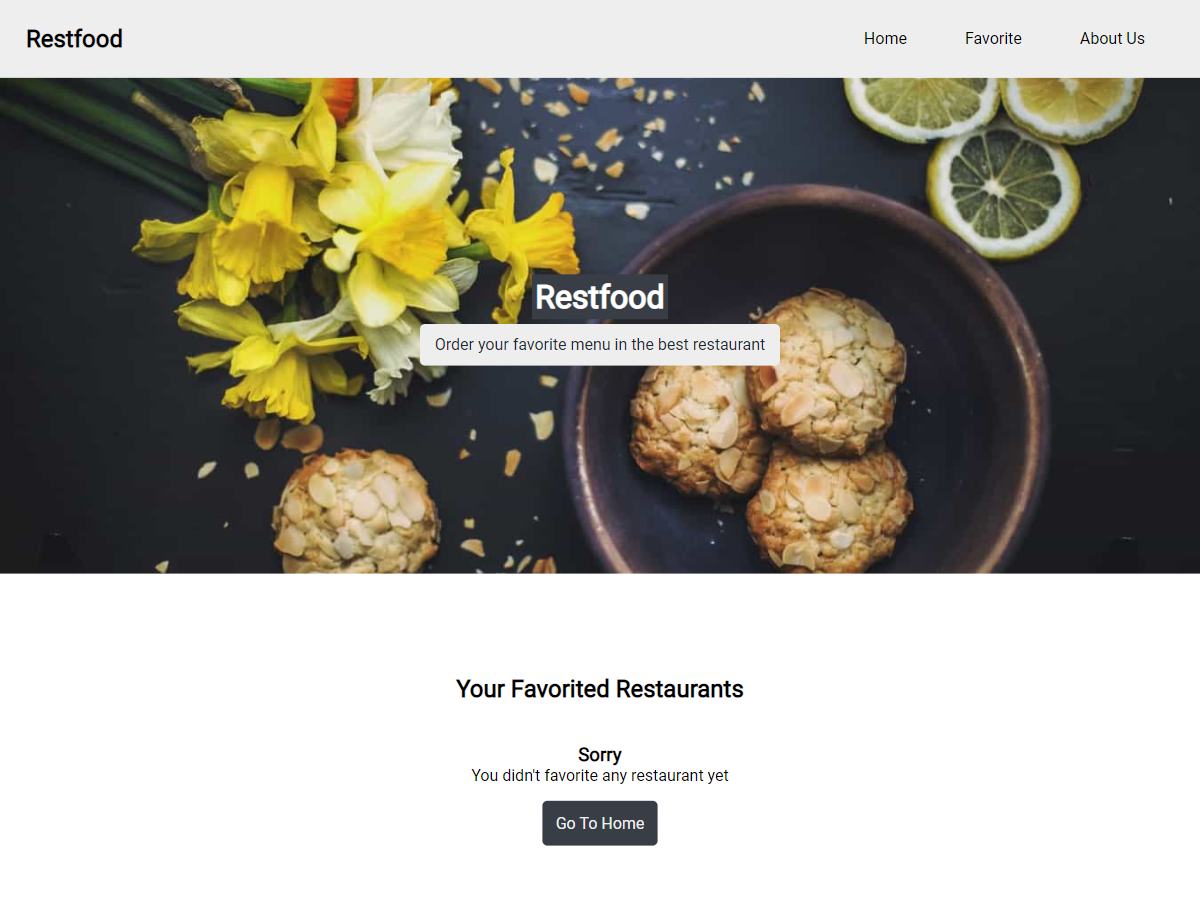 Restfood
Home Favorite About Us
Restfood
Order your favorite menu in the best restaurant
Your Favorited Restaurants
Sorry
You didn't favorite any restaurant yet
Go To Home